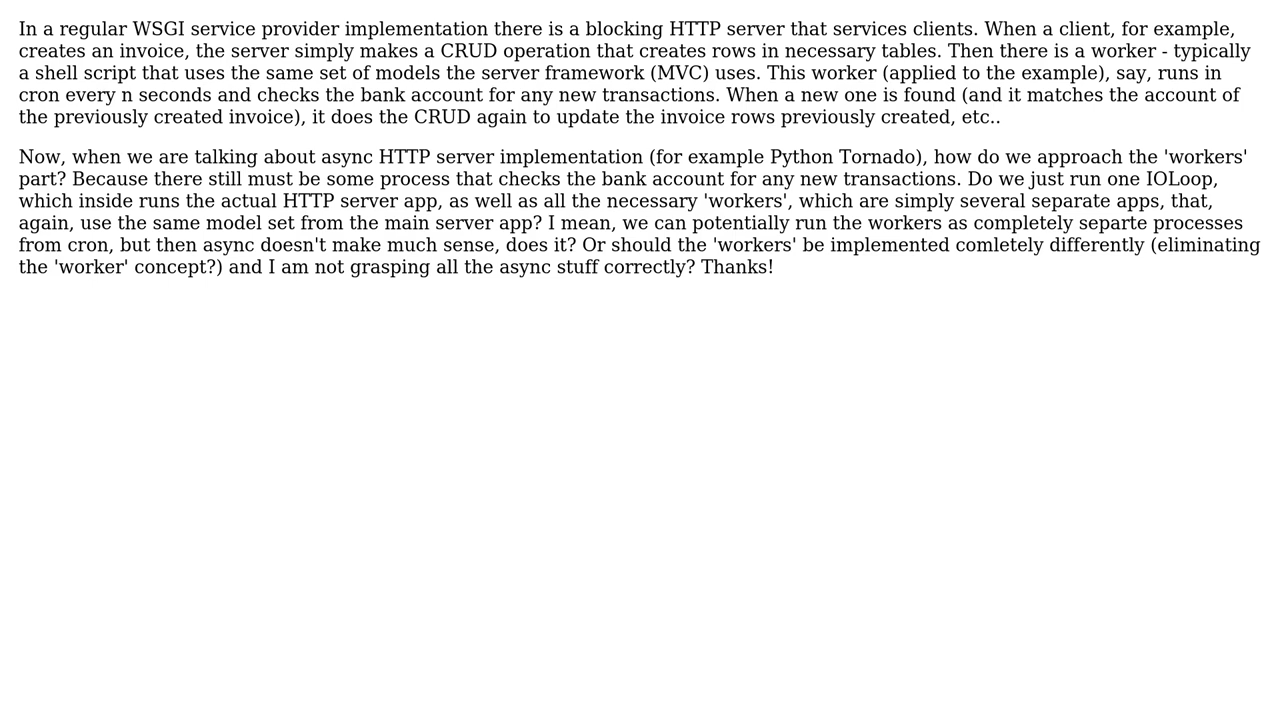 In a regular WSGI service provider implementation there is a blocking HTTP server that services clients. When a client, for example,
creates an invoice, the server simply makes a CRUD operation that creates rows in necessary tables. Then there is a worker - typically
a shell script that uses the same set of models the server framework (MVC) uses. This worker (applied to the example), say, runs in
cron every n seconds and checks the bank account for any new transactions. When a new one is found (and it matches the account of
the previously created invoice), it does the CRUD again to update the invoice rows previously created, etc..
Now, when we are talking about async HTTP server implementation (for example Python Tornado), how do we approach the 'workers'
part? Because there still must be some process that checks the bank account for any new transactions. Do we just run one IOLoop,
which inside runs the actual HTTP server app, as well as all the necessary 'workers', which are simply several separate apps, that,
again, use the same model set from the main server app? I mean, we can potentially run the workers as completely separte processes
from cron, but then async doesn't make much sense, does it? Or should the 'workers' be implemented comletely differently (eliminating
the 'worker' concept?) and I am not grasping all the async stuff correctly? Thanks!